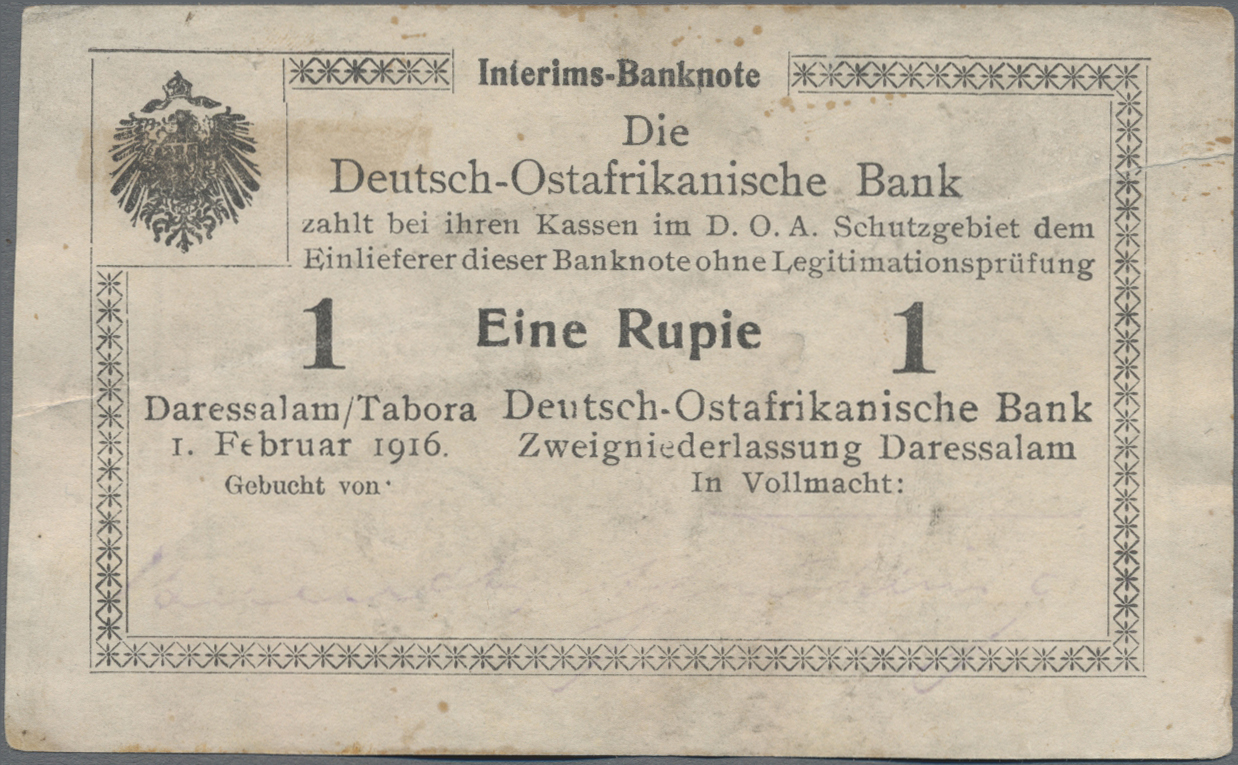 Interims-Banknote
Die
Deutsch-Ostafrikanische Bank
zahlt bei ihren Kassen im D. O. A. Schutzgebiet dem
Einlieferer dieser Banknote ohne Legitimationsprüfung
1 Eine Rupie 1
Daressalam/Tabora
1. Februar 1916.
Gebucht von·
Deutsch-Ostafrikanische Bank
Zweigniederlassung Daressalam
In Vollmacht: